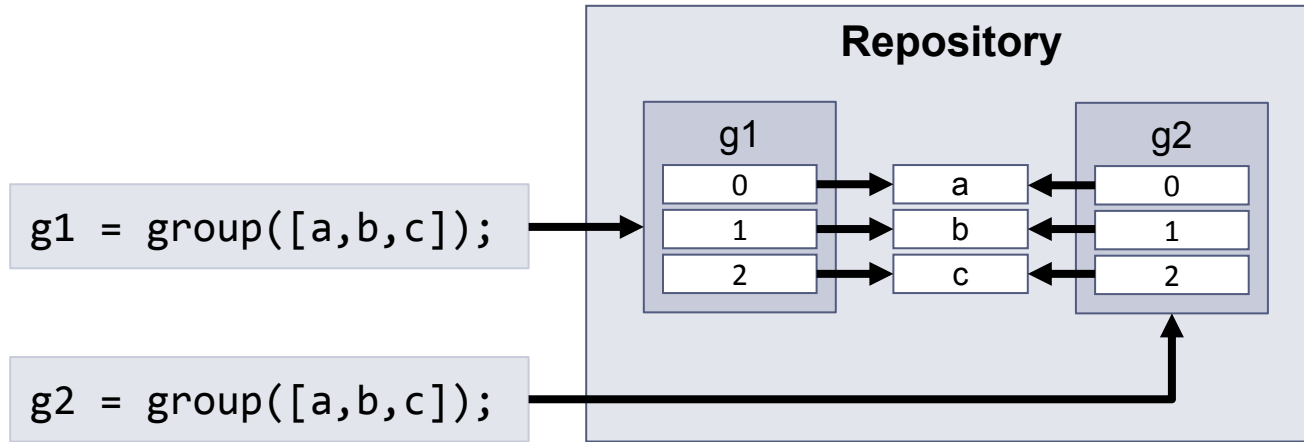 Repository
g1 = group([a,b,c]);
g1
0
1
2
a
b
c
g2
0
1
2
g2 = group([a,b,c]);